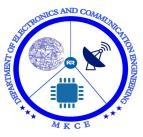 DEPARTMENT OF ELECTRONICS AND COMMUNICATION ENGINEERING
MKCE